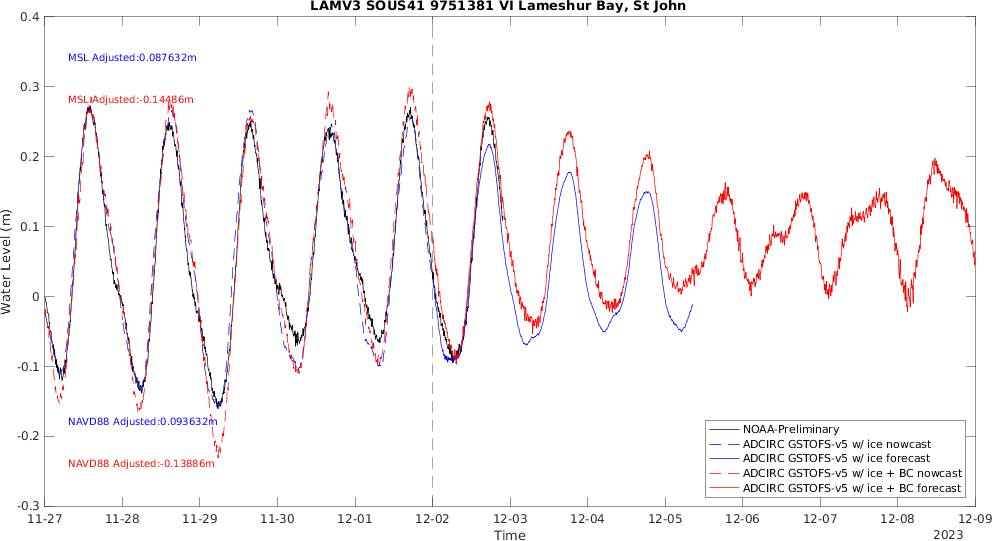 LAMV3 SOUS41 9751381 VI Lameshur Bay, St John
0.4
0.3
0.2
0.1
0
-0.1
-0.2
-0.3
Water Level (m)
MSL Adjusted:0.087632m
MSL Adjusted:-0.14486m
NAVD88 Adjusted:0.093632m
NAVD88 Adjusted:-0.13886m
NOAA-Preliminary
ADCIRC GSTOFS-v5 w/ ice nowcast
ADCIRC GSTOFS-v5 w/ ice forecast
ADCIRC GSTOFS-v5 w/ ice + BC nowcast
ADCIRC GSTOFS-v5 w/ ice + BC forecast
11-27 11-28 11-29 11-30 12-01 12-02 12-03 12-04 12-05 12-06 12-07 12-08 12-09
Time
2023